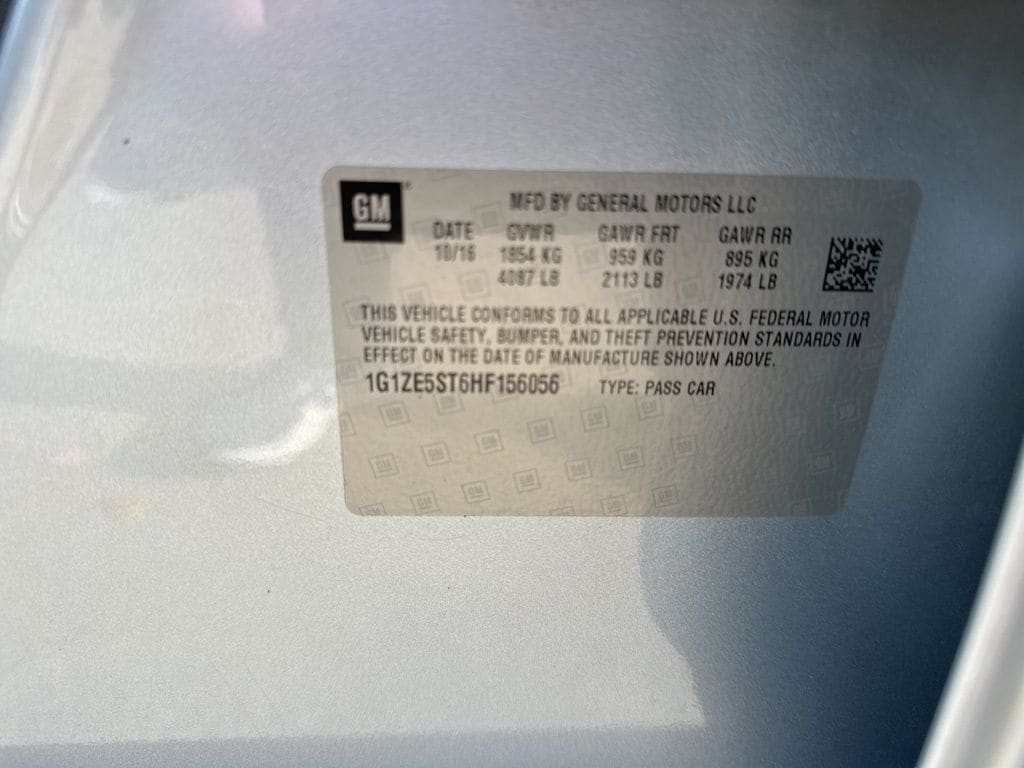 GM
MFD BY GENERAL MOTORS LLC
DATE GVWR GAWR FRT GAWR RR
10/16 1854 KG 959 KG 895 KG
4087 LB 2113 LB 1974 LB
THIS VEHICLE CONFORMS TO ALL APPLICABLE U.S. FEDERAL MOTOR
VEHICLE SAFETY, BUMPER, AND THEFT PREVENTION STANDARDS IN
EFFECT ON THE DATE OF MANUFACTURE SHOWN ABOVE.
1G1ZE5ST6HF156056 TYPE: PASS CAR